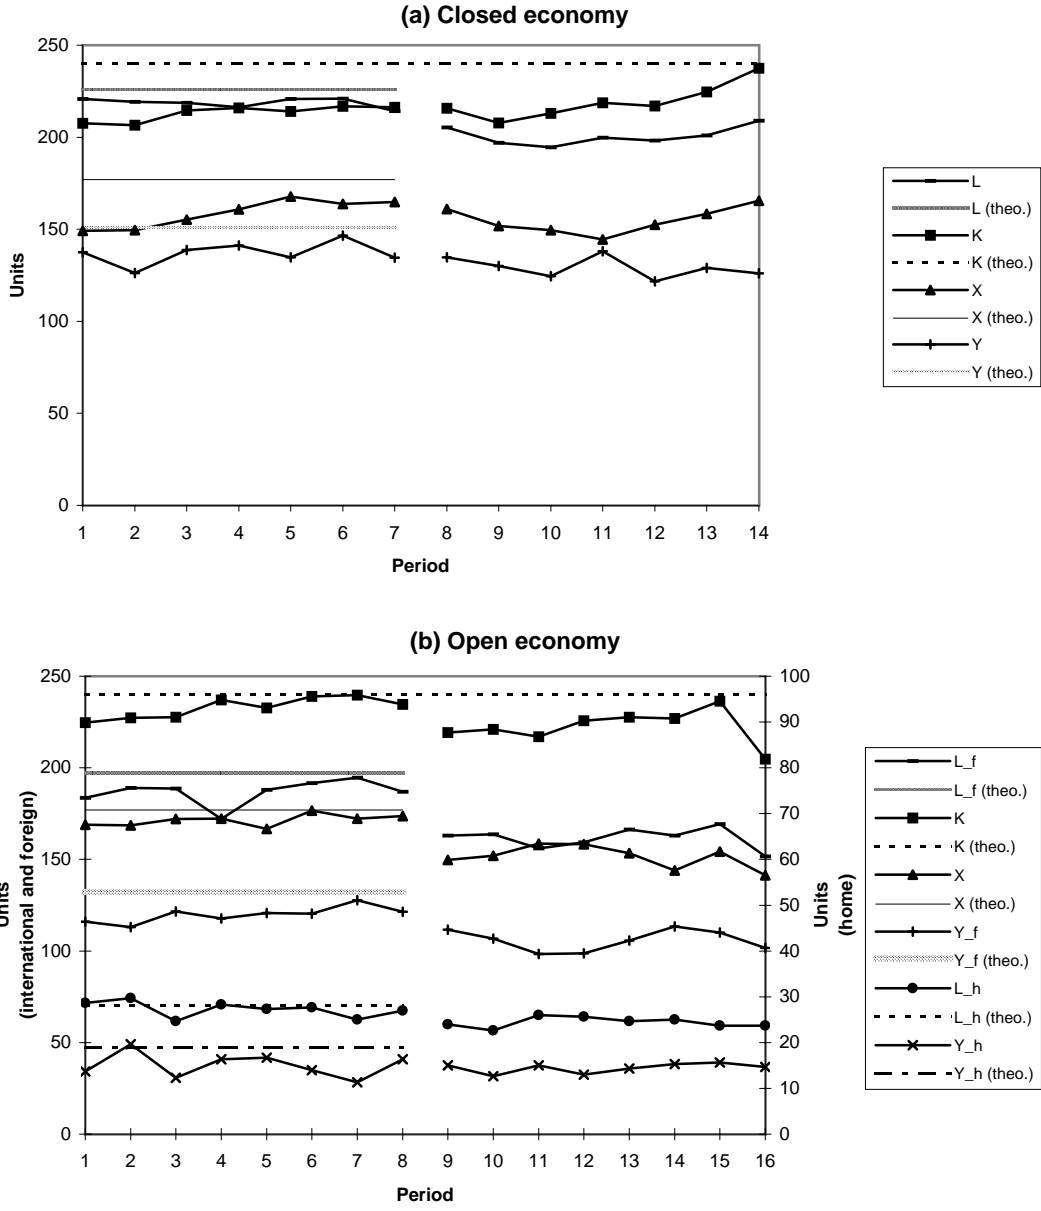 (a) Closed economy
250
200
150
100
50
0
Units
1 2 3 4 5 6 7 8 9 10 11 12 13 14
Period
L
L (theo.)
K
K (theo.)
X
X (theo.)
Y
Y (theo.)
(b) Open economy
250
200
150
100
50
0
Units
(international and foreign)
100
90
80
70
60
50
40
30
20
10
0
Units
(home)
1 2 3 4 5 6 7 8 9 10 11 12 13 14 15 16
Period
L_f
L_f (theo.)
K
K (theo.)
X
X (theo.)
Y_f
Y_f (theo.)
L_h
L_h (theo.)
Y_h
Y_h (theo.)